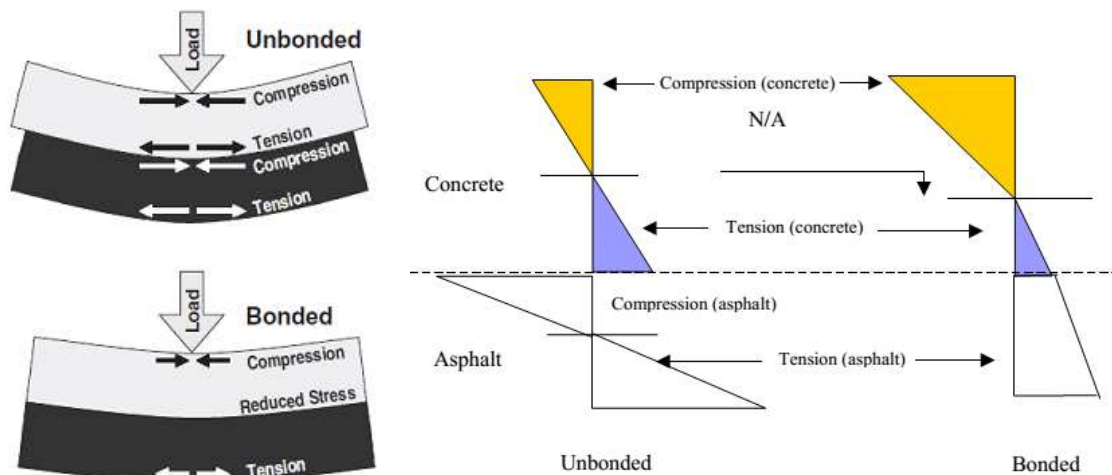 Load
Unbonded
Compression
Tension
Compression
Tension
Load
Bonded
Compression
Reduced Stress
Tension
Compression (concrete)
N/A
Concrete
Tension (concrete)
Compression (asphalt)
Asphalt
Tension (asphalt)
Unbonded
Bonded